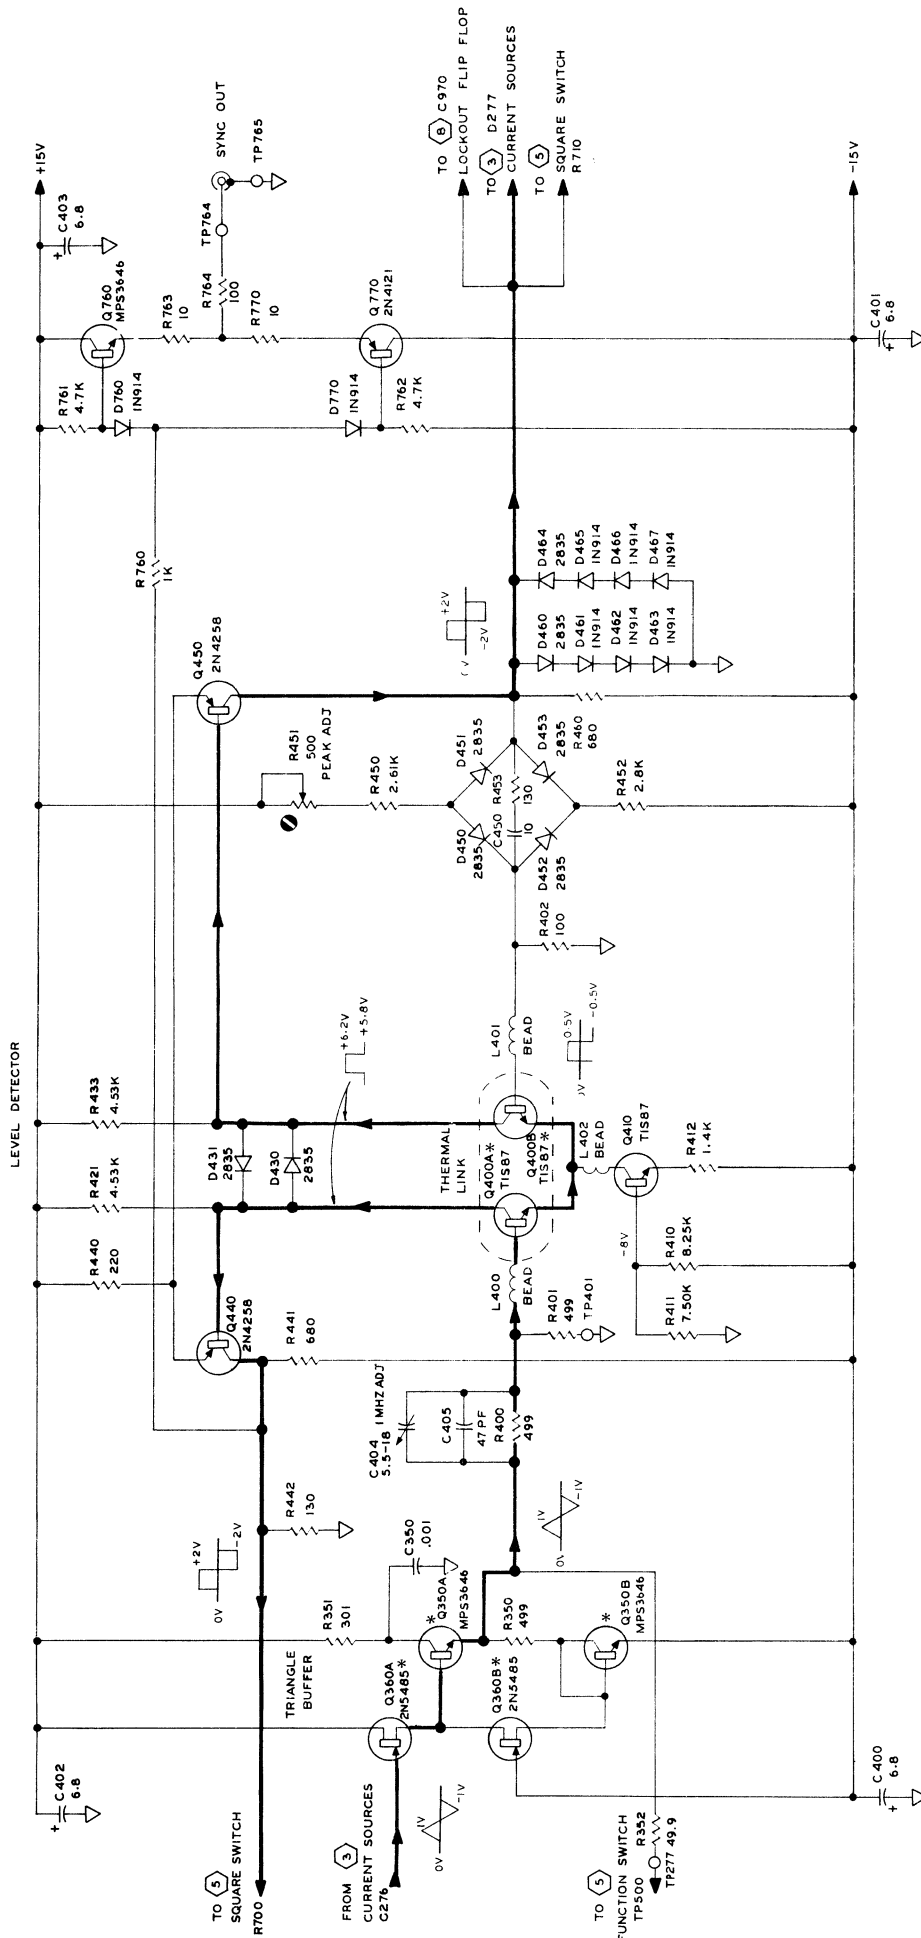 LEVEL DETECTOR
+15V
C402
6.8
+
TO 5
SQUARE SWITCH
R700
0V
+2V
-2V
R442
130
TRIANGLE
BUFFER
R351
301
C350
.001
FROM 3
CURRENT SOURCES
C276
0V
1V
-1V
Q360A
2N5485*
*
Q350A
MPS3646
R350
499
Q360B*
2N5485
*
Q350B
MPS3646
TO 5
FUNCTION SWITCH
TP500
R352
TP277 49.9
C400
6.8
+
0V
1V
-1V
R440
220
R421
4.53K
R433
4.53K
Q440
2N4258
R441
680
D431
2835
D430
2835
+6.2V
+5.8V
C404
5.5-18
1MHZ ADJ
C405
47 PF
R400
499
R401
499
TP401
L400
BEAD
THERMAL
LINK
Q400A*
TIS87
Q400B
TIS87*
L401
BEAD
L402
BEAD
0.5V
-0.5V
Q410
TIS87
-8V
R411
7.50K
R410
8.25K
R412
1.4K
Q450
2N4258
R451
500
PEAK ADJ
R450
2.61K
D450
2835
D451
2835
C450
10
R453
130
D452
2835
D453
2835
R402
100
R452
2.8K
R460
680
+2V
-2V
D460
2835
D461
1N914
D462
1N914
D463
1N914
D464
2835
D465
1N914
D466
1N914
D467
1N914
R760
1K
R761
4.7K
D760
1N914
Q760
MPS3646
R763
10
R764
100
R770
10
D770
1N914
R762
4.7K
Q770
2N4121
C403
6.8
+
TP764
SYNC OUT
TP765
TO 8 C970
LOCKOUT FLIP FLOP
TO 3 D277
CURRENT SOURCES
TO 5
SQUARE SWITCH
R710
C401
6.8
+
-15V